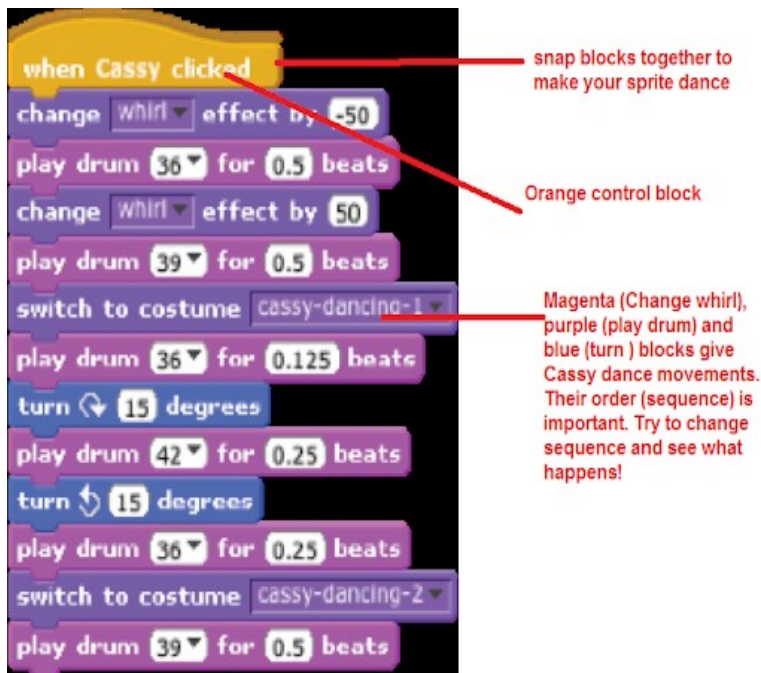 when Cassy clicked
change whirl effect by -50
play drum 36 for 0.5 beats
change whirl effect by 50
play drum 39 for 0.5 beats
switch to costume cassy-dancing-1
play drum 36 for 0.125 beats
turn 15 degrees
play drum 42 for 0.25 beats
turn 15 degrees
play drum 36 for 0.25 beats
switch to costume cassy-dancing-2
play drum 39 for 0.5 beats
snap blocks together to
make your sprite dance
Orange control block
Magenta (Change whirl),
purple (play drum) and
blue (turn ) blocks give
Cassy dance movements.
Their order (sequence) is
important. Try to change
sequence and see what
happens!